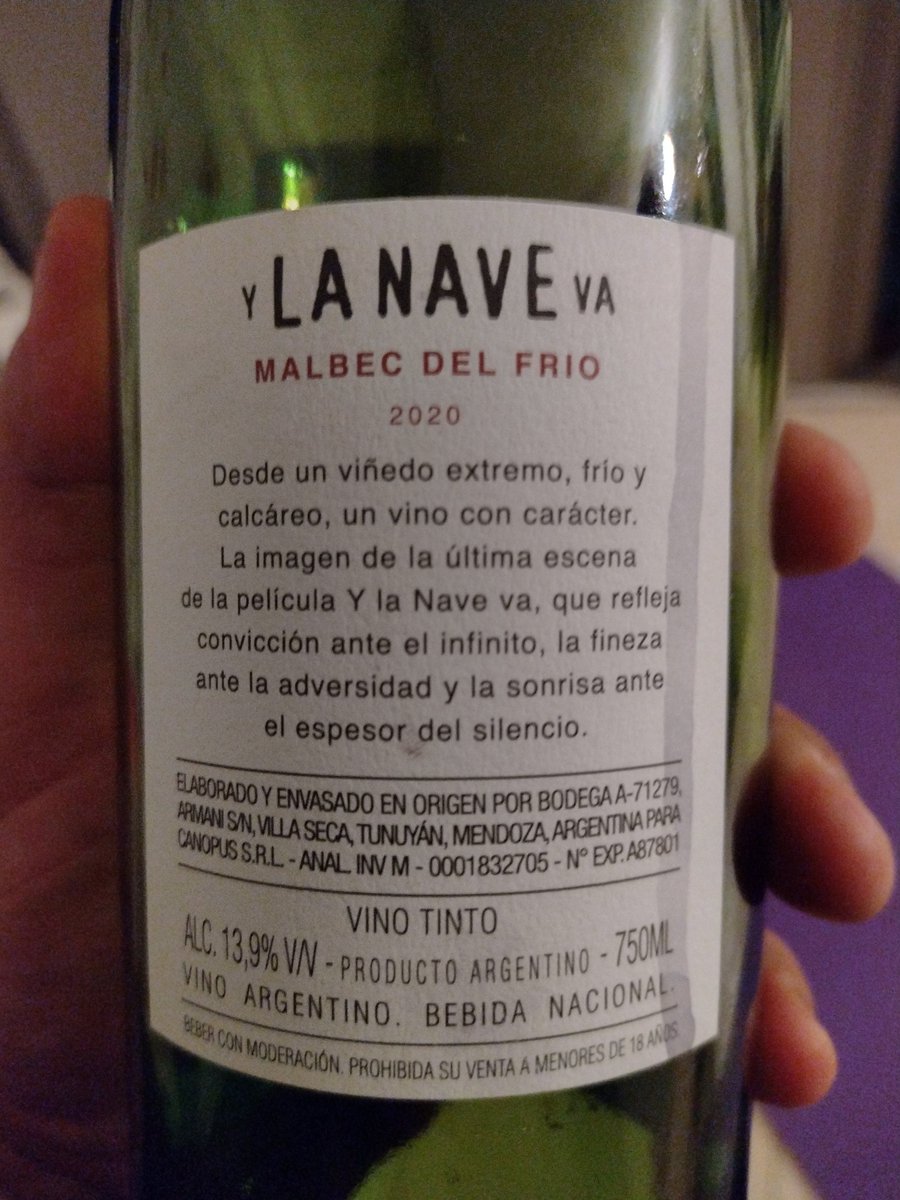 Y LA NAVE VA
MALBEC DEL FRIO
2020
Desde un viñedo extremo, frío y
calcáreo, un vino con carácter.
La imagen de la última escena
de la película Y la Nave va, que refleja
convicción ante el infinito, la fineza
ante la adversidad y la sonrisa ante
el espesor del silencio.
ELABORADO Y ENVASADO EN ORIGEN POR BODEGA A-71279,
ARMANI S/N, VILLA SECA, TUNUYÁN, MENDOZA, ARGENTINA PARA
CANOPUS S.R.L. - ANAL. INV M - 0001832705 - N° EXP. A87801
VINO TINTO
ALC. 13,9% V/V - PRODUCTO ARGENTINO - 750ML
VINO ARGENTINO. BEBIDA NACIONAL.
BEBER CON MODERACIÓN. PROHIBIDA SU VENTA A MENORES DE 18 AÑOS.